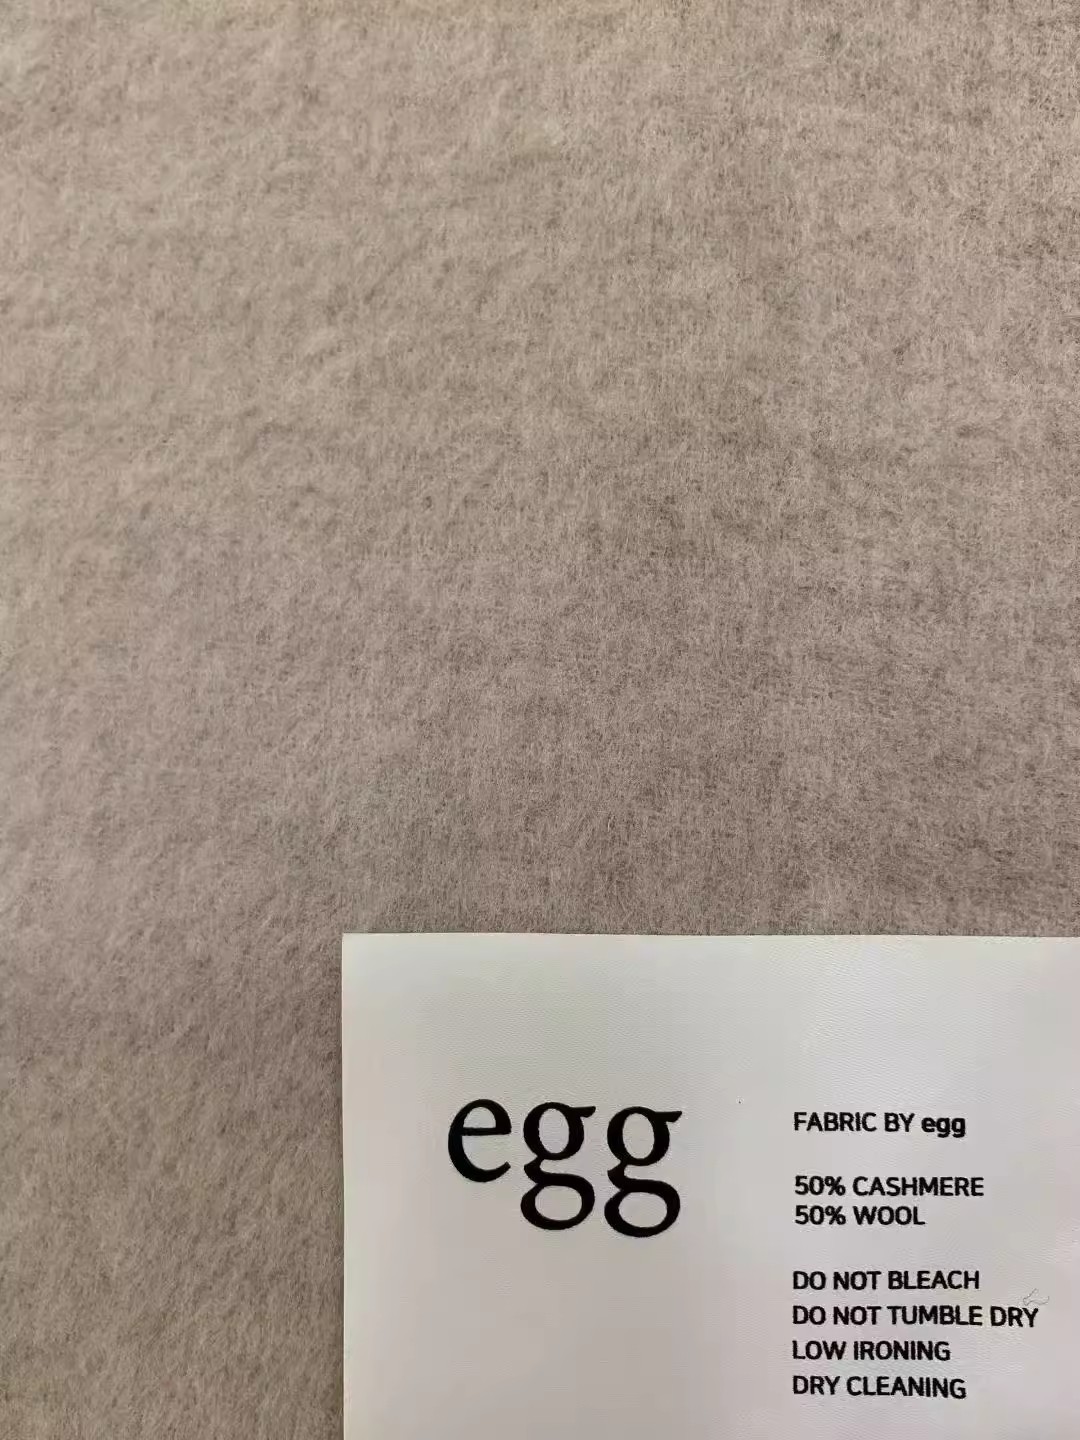 egg
FABRIC BY egg
50% CASHMERE
50% WOOL
DO NOT BLEACH
DO NOT TUMBLE DRY
LOW IRONING
DRY CLEANING